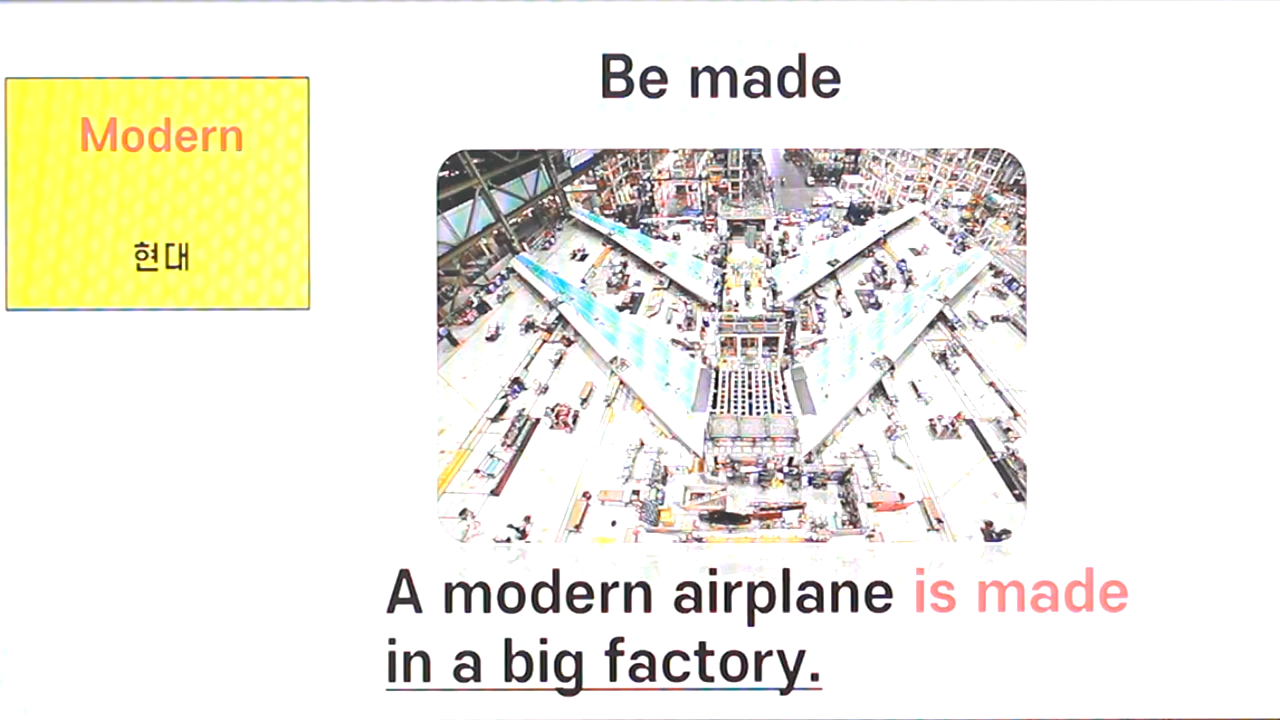 Be made
Modern
현대
A modern airplane is made
in a big factory.